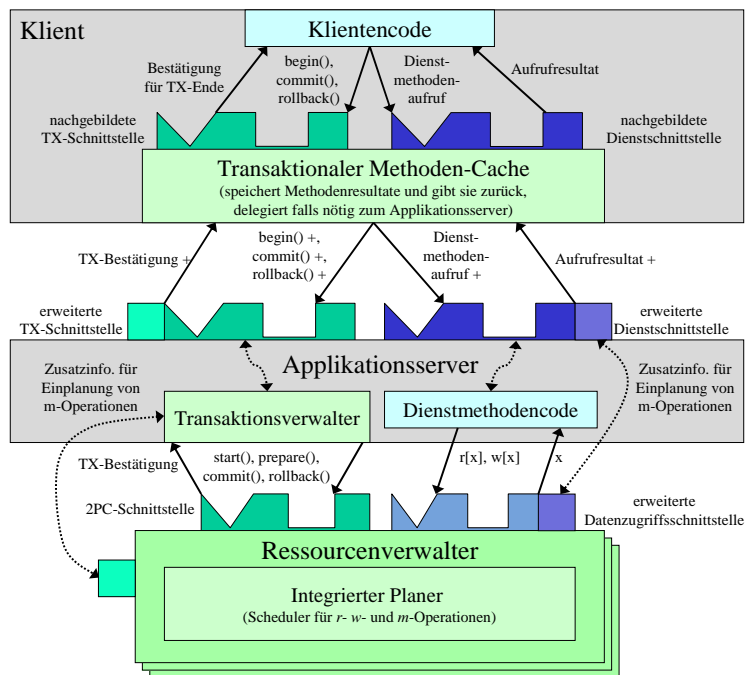 Klient
Klientencode
Bestätigung
für TX-Ende
begin(),
commit(),
rollback()
Dienst-
methoden-
aufruf
Aufrufresultat
nachgebildete
TX-Schnittstelle
nachgebildete
Dienstschnittstelle
Transaktionaler Methoden-Cache
(speichert Methodenresultate und gibt sie zurück,
delegiert falls nötig zum Applikationsserver)
TX-Bestätigung +
begin() +,
commit() +,
rollback() +
Dienst-
methoden-
aufruf +
Aufrufresultat +
erweiterte
TX-Schnittstelle
erweiterte
Dienstschnittstelle
Applikationsserver
Zusatzinfo. für
Einplanung von
m-Operationen
Zusatzinfo. für
Einplanung von
m-Operationen
Transaktionsverwalter
Dienstmethodencode
TX-Bestätigung
start(), prepare(),
commit(), rollback()
r[x], w[x]
x
2PC-Schnittstelle
erweiterte
Datenzugriffsschnittstelle
Ressourcenverwalter
Integrierter Planer
(Scheduler für r- w- und m-Operationen)